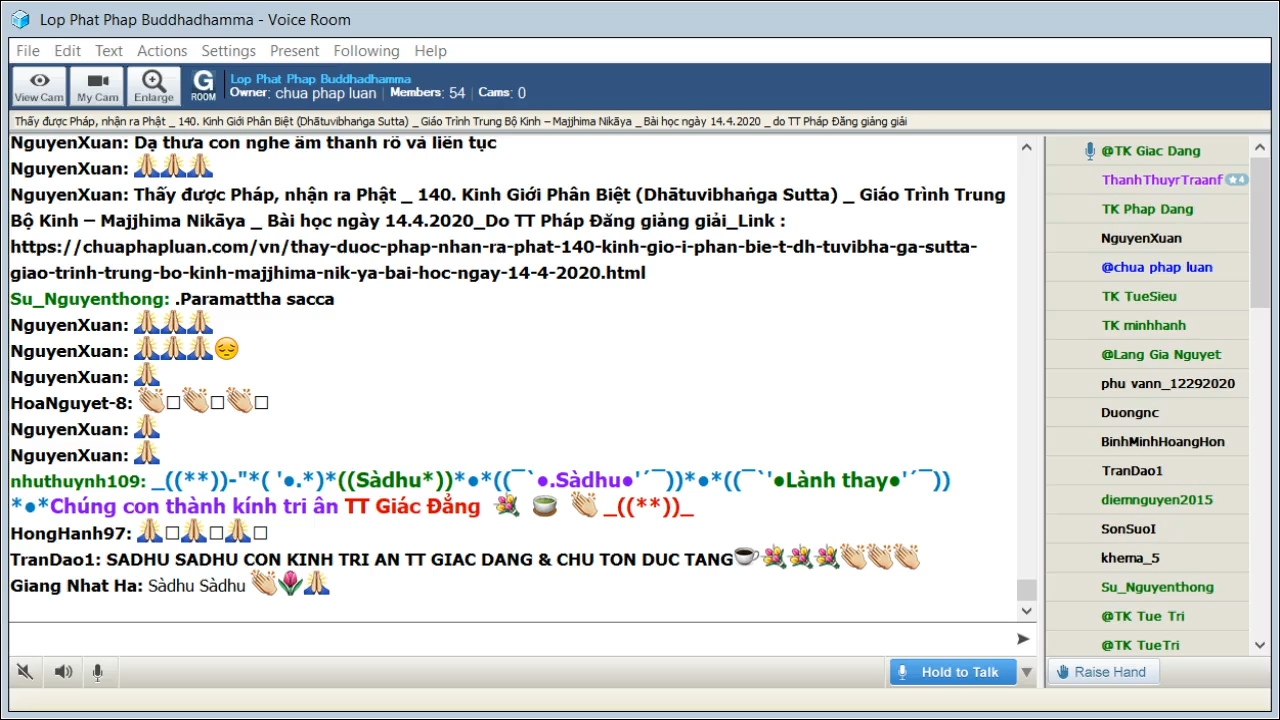 Lop Phat Phap Buddhadhamma - Voice Room
File Edit Text Actions Settings Present Following Help
View Cam My Cam Enlarge G ROOM
Lop Phat Phap Buddhadhamma
Owner: chua phap luan Members: 54 Cams: 0
Thấy được Pháp, nhận ra Phật _ 140. Kinh Giới Phân Biệt (Dhātuvibhaṅga Sutta) _ Giáo Trình Trung Bộ Kinh – Majjhima Nikāya _ Bài học ngày 14.4.2020 _ do TT Pháp Đăng giảng giải
NguyenXuan: Dạ thưa con nghe âm thanh rõ và liên tục
NguyenXuan: 🙏🙏🙏
NguyenXuan: Thấy được Pháp, nhận ra Phật _ 140. Kinh Giới Phân Biệt (Dhātuvibhaṅga Sutta) _ Giáo Trình Trung
Bộ Kinh – Majjhima Nikāya _ Bài học ngày 14.4.2020_Do TT Pháp Đăng giảng giải_Link :
https://chuaphapluan.com/vn/thay-duoc-phap-nhan-ra-phat-140-kinh-gio-i-phan-bie-t-dh-tuvibha-ga-sutta-
giao-trinh-trung-bo-kinh-majjhima-nik-ya-bai-hoc-ngay-14-4-2020.html
Su_Nguyenthong: .Paramattha sacca
NguyenXuan: 🙏🙏🙏
NguyenXuan: 🙏🙏🙏😔
NguyenXuan: 🙏
HoaNguyet-8: 👏□👏□👏□
NguyenXuan: 🙏
NguyenXuan: 🙏
nhuthuynh109: _((**))-"*( '●.*)*((Sàdhu*))*●*((¯`●.Sàdhu●'´¯))*●*((¯`'●Lành thay●'´¯))
*●*Chúng con thành kính tri ân TT Giác Đẳng 💐 🍵 👏 _((**))_
HongHanh97: 🙏□🙏□🙏□
TranDao1: SADHU SADHU CON KINH TRI AN TT GIAC DANG & CHU TON DUC TANG☕💐💐💐👏👏👏
Giang Nhat Ha: Sàdhu Sàdhu 👏🌷🙏
Hold to Talk
@TK Giac Dang
ThanhThuyrTraanf ★4
TK Phap Dang
NguyenXuan
@chua phap luan
TK TueSieu
TK minhhanh
@Lang Gia Nguyet
phu vann_12292020
Duongnc
BinhMinhHoangHon
TranDao1
diemnguyen2015
SonSuoI
khema_5
Su_Nguyenthong
@TK Tue Tri
@TK TueTri
Raise Hand